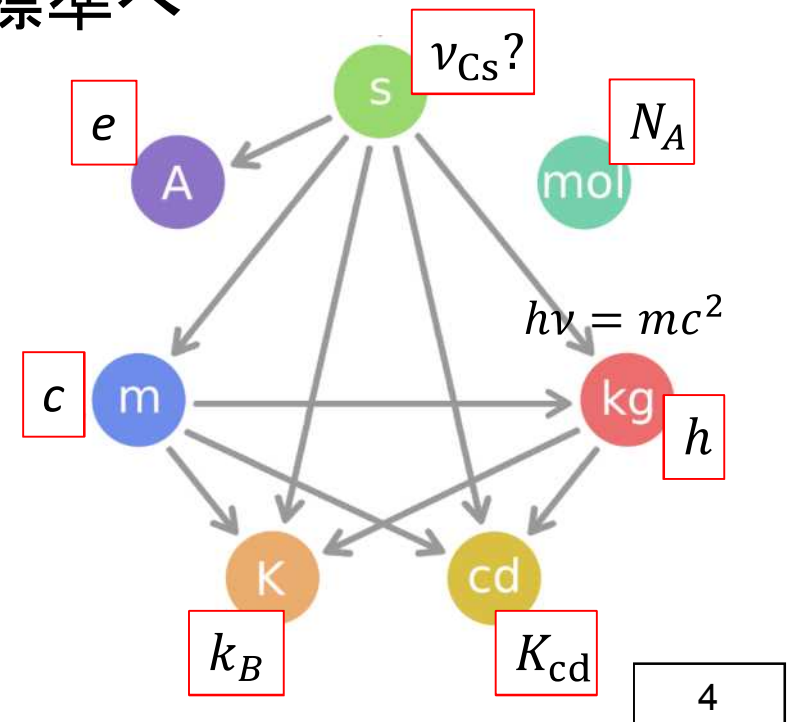 標準へ
s
ν_Cs?
e
A
N_A
mol
hν = mc²
c
m
kg
h
K
cd
k_B
K_cd
4